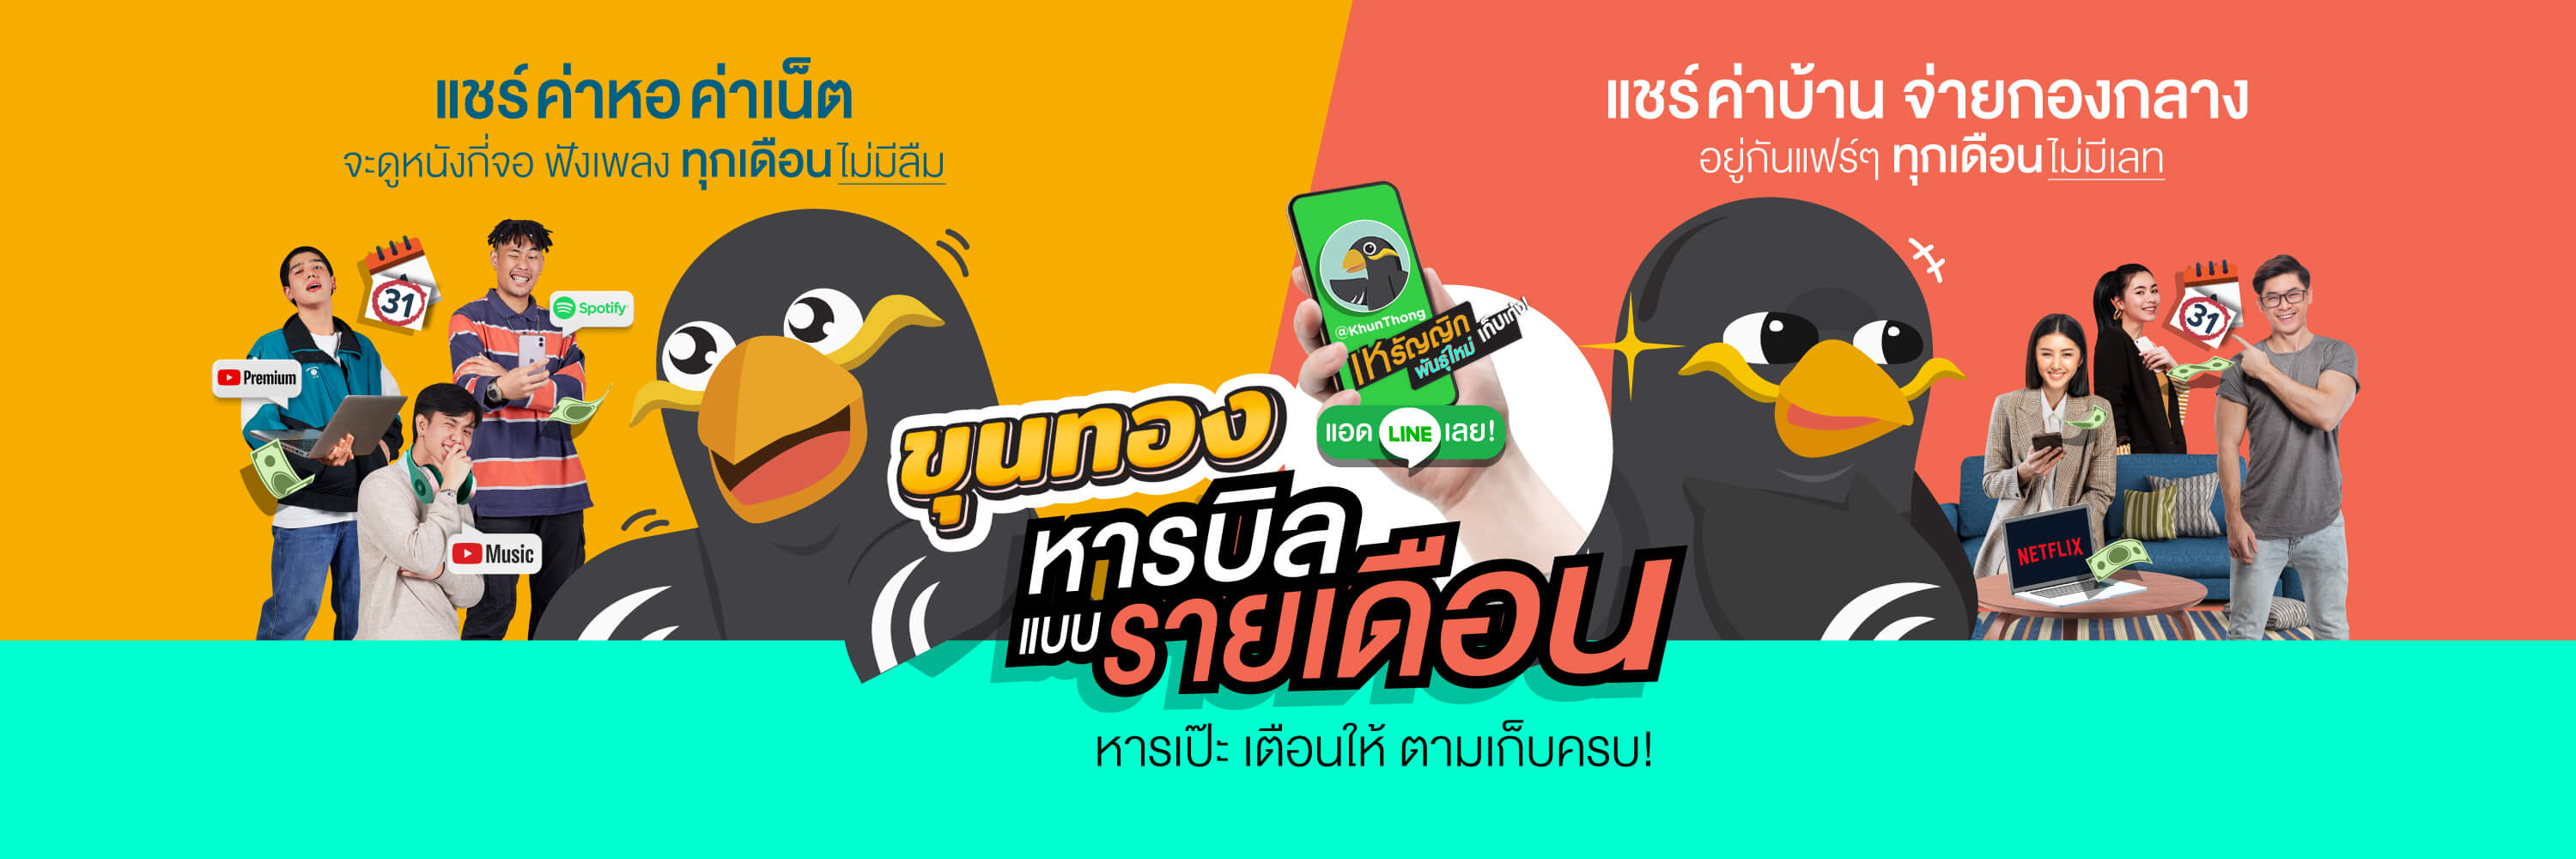 แชร์ค่าหอ ค่าเน็ต
จะดูหนังกี่จอ ฟังเพลง ทุกเดือนไม่มีลืม
แชร์ค่าบ้าน จ่ายกองกลาง
อยู่กันแฟร์ๆ ทุกเดือนไม่มีเลท
31
Spotify
Premium
Music
@KhunThong
เหรัญญิก
พันธุ์ใหม่ เก็บเก่ง!
แอด LINE เลย!
31
NETFLIX
ขุนทอง
หารบิล
แบบรายเดือน
หารเป๊ะ เตือนให้ ตามเก็บครบ!